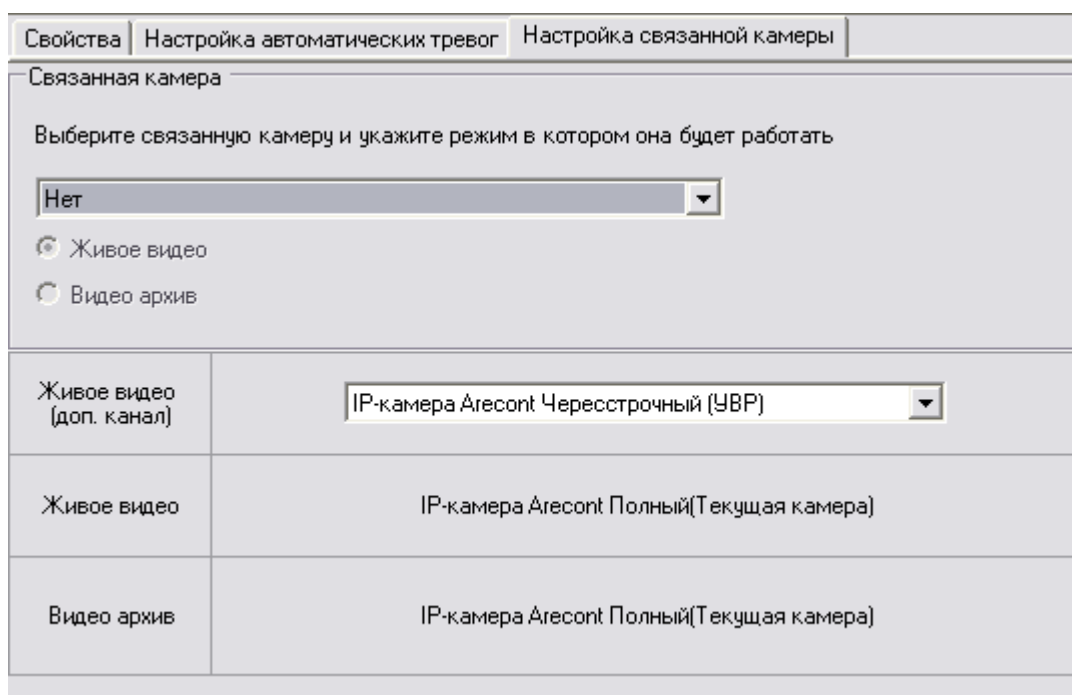 Свойства
Настройка автоматических тревог
Настройка связанной камеры
Связанная камера
Выберите связанную камеру и укажите режим в котором она будет работать
Нет
Живое видео
Видео архив
Живое видео
(доп. канал)
IP-камера Arecont Чересстрочный (УВР)
Живое видео
IP-камера Arecont Полный(Текущая камера)
Видео архив
IP-камера Arecont Полный(Текущая камера)